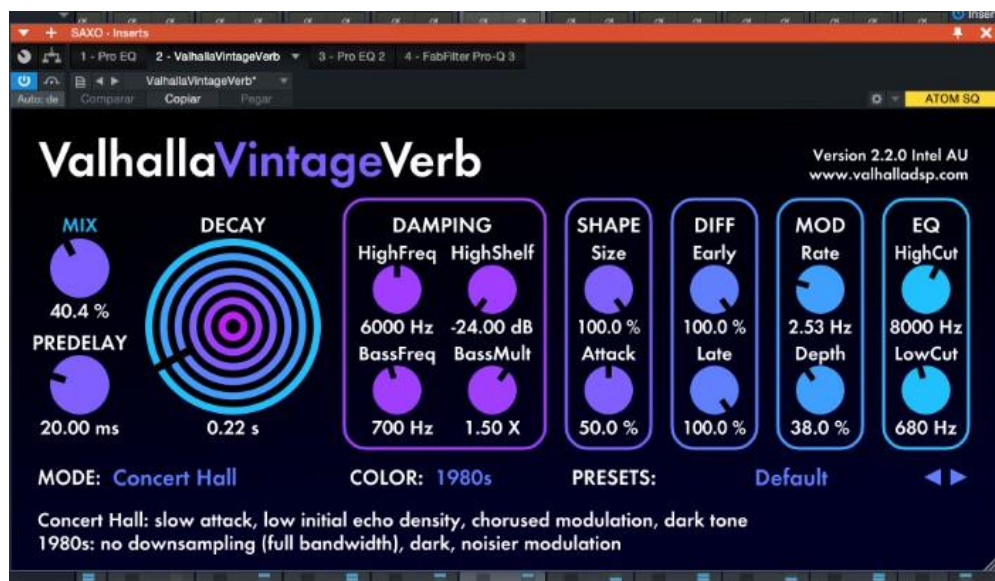 Inser
SAXO - Inserts
1 - Pro EQ 2 - ValhallaVintageVerb 3 - Pro EQ 2 4 - FabFilter Pro-Q 3
ValhallaVintageVerb*
Auto: de Comparar Copiar Pegar ATOM SQ
ValhallaVintageVerb
Version 2.2.0 Intel AU
www.valhalladsp.com
MIX DECAY DAMPING SHAPE DIFF MOD EQ
HighFreq HighShelf Size Early Rate HighCut
40.4 % 6000 Hz -24.00 dB 100.0 % 100.0 % 2.53 Hz 8000 Hz
PREDELAY BassFreq BassMult Attack Late Depth LowCut
20.00 ms 0.22 s 700 Hz 1.50 X 50.0 % 100.0 % 38.0 % 680 Hz
MODE: Concert Hall COLOR: 1980s PRESETS: Default
Concert Hall: slow attack, low initial echo density, chorused modulation, dark tone
1980s: no downsampling (full bandwidth), dark, noisier modulation